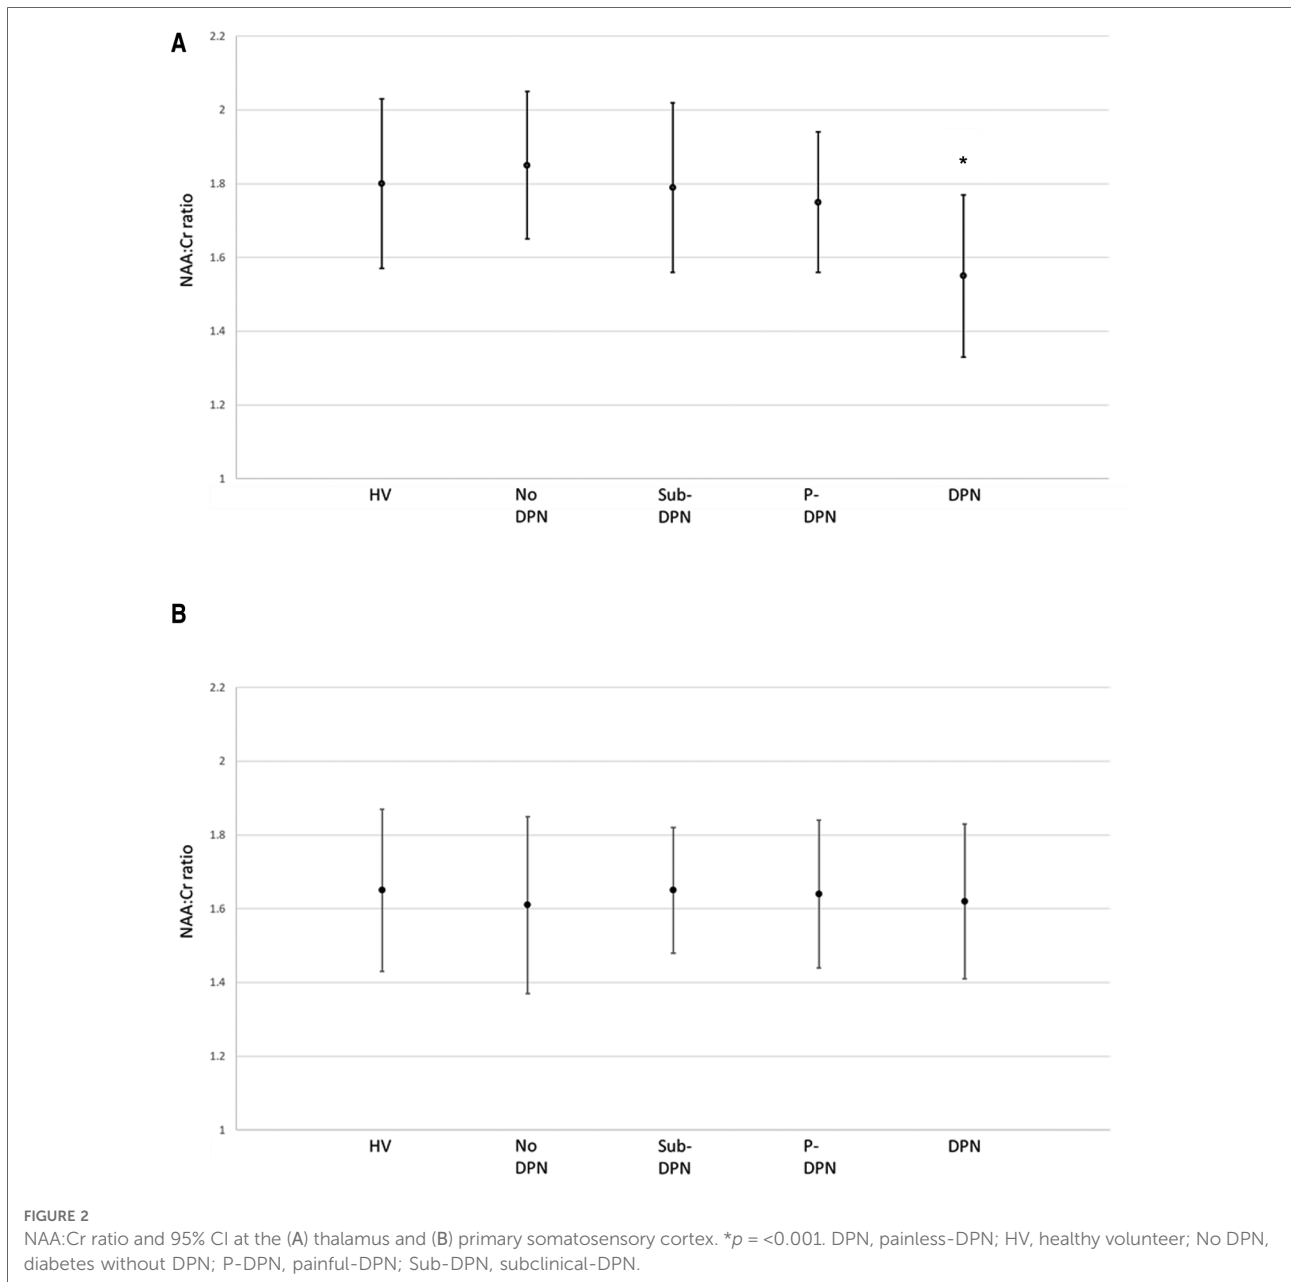 A
2.2
2
1.8
1.6
1.4
1.2
1
NAA:Cr ratio
*
HV
No
DPN
Sub-
DPN
P-
DPN
DPN
B
2.2
2
1.8
1.6
1.4
1.2
1
NAA:Cr ratio
HV
No
DPN
Sub-
DPN
P-
DPN
DPN
FIGURE 2
NAA:Cr ratio and 95% CI at the (A) thalamus and (B) primary somatosensory cortex. *p = <0.001. DPN, painless-DPN; HV, healthy volunteer; No DPN,
diabetes without DPN; P-DPN, painful-DPN; Sub-DPN, subclinical-DPN.